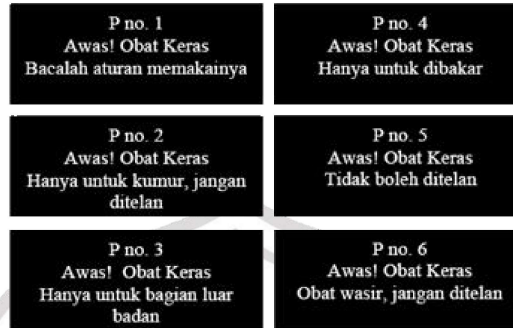 P no. 1
Awas! Obat Keras
Bacalah aturan memakainya
P no. 2
Awas! Obat Keras
Hanya untuk kumur, jangan
ditelan
P no. 3
Awas! Obat Keras
Hanya untuk bagian luar
badan
P no. 4
Awas! Obat Keras
Hanya untuk dibakar
P no. 5
Awas! Obat Keras
Tidak boleh ditelan
P no. 6
Awas! Obat Keras
Obat wasir, jangan ditelan